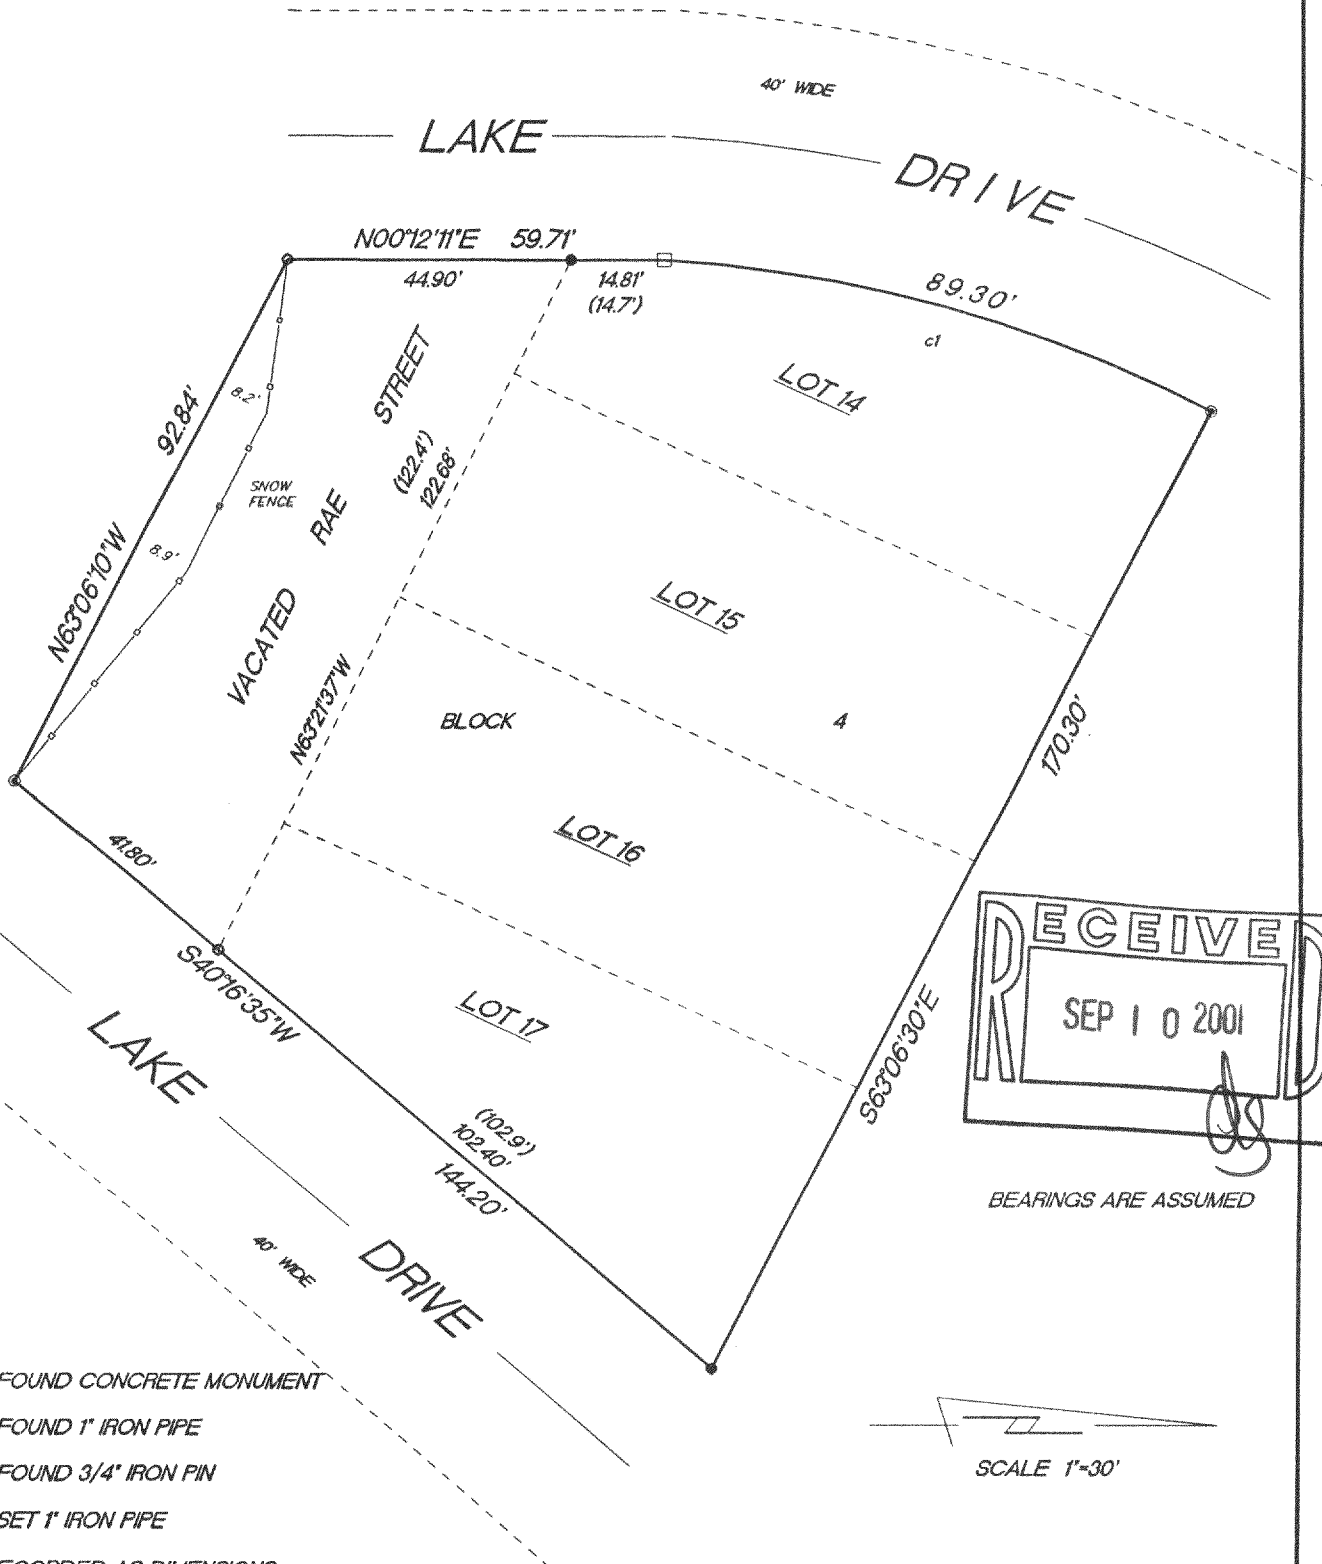 40' WIDE
LAKE DRIVE
N00°12'11"E 59.71'
44.90'
14.81'
(14.7')
89.30'
c1
LOT 14
92.84'
N63°06'10"W
8.2'
SNOW
FENCE
8.9'
VACATED RAE STREET
(122.4')
122.68'
N63°21'37"W
LOT 15
BLOCK 4
LOT 16
170.30'
S63°06'30"E
41.80'
S40°16'35"W
LOT 17
(102.9')
102.40'
144.20'
LAKE DRIVE
40' WIDE
RECEIVED
SEP 10 2001
BEARINGS ARE ASSUMED
SCALE 1"=30'
FOUND CONCRETE MONUMENT
FOUND 1" IRON PIPE
FOUND 3/4" IRON PIN
SET 1" IRON PIPE